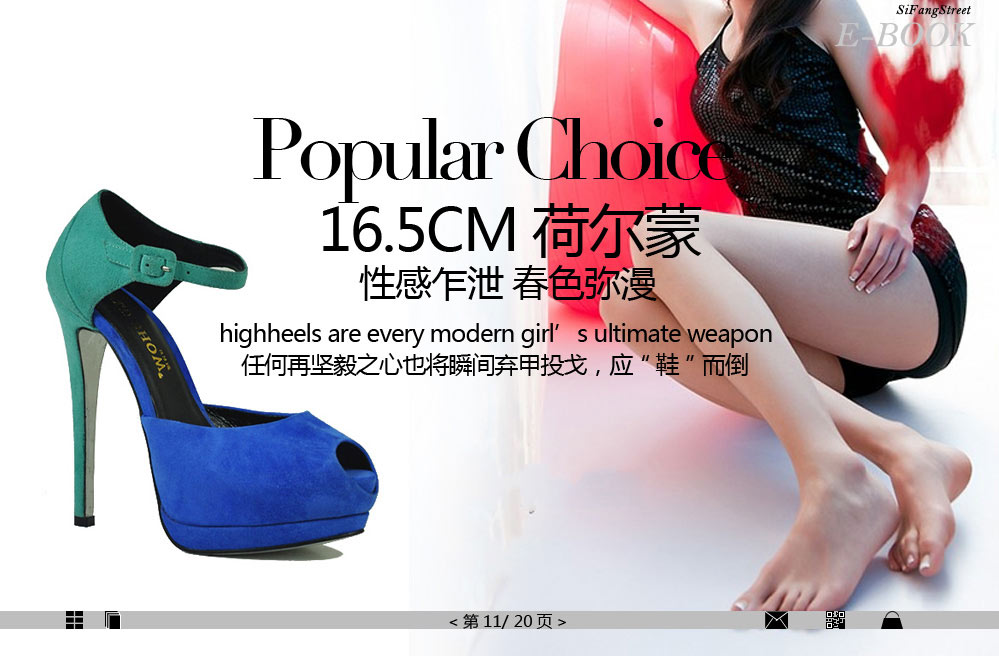 SiFangStreet
E-BOOK
Popular Choice
16.5CM 荷尔蒙
性感乍泄 春色弥漫
highheels are every modern girl’s ultimate weapon
任何再坚毅之心也将瞬间弃甲投戈，应“鞋”而倒
WOH
< 第 11/ 20 页 >